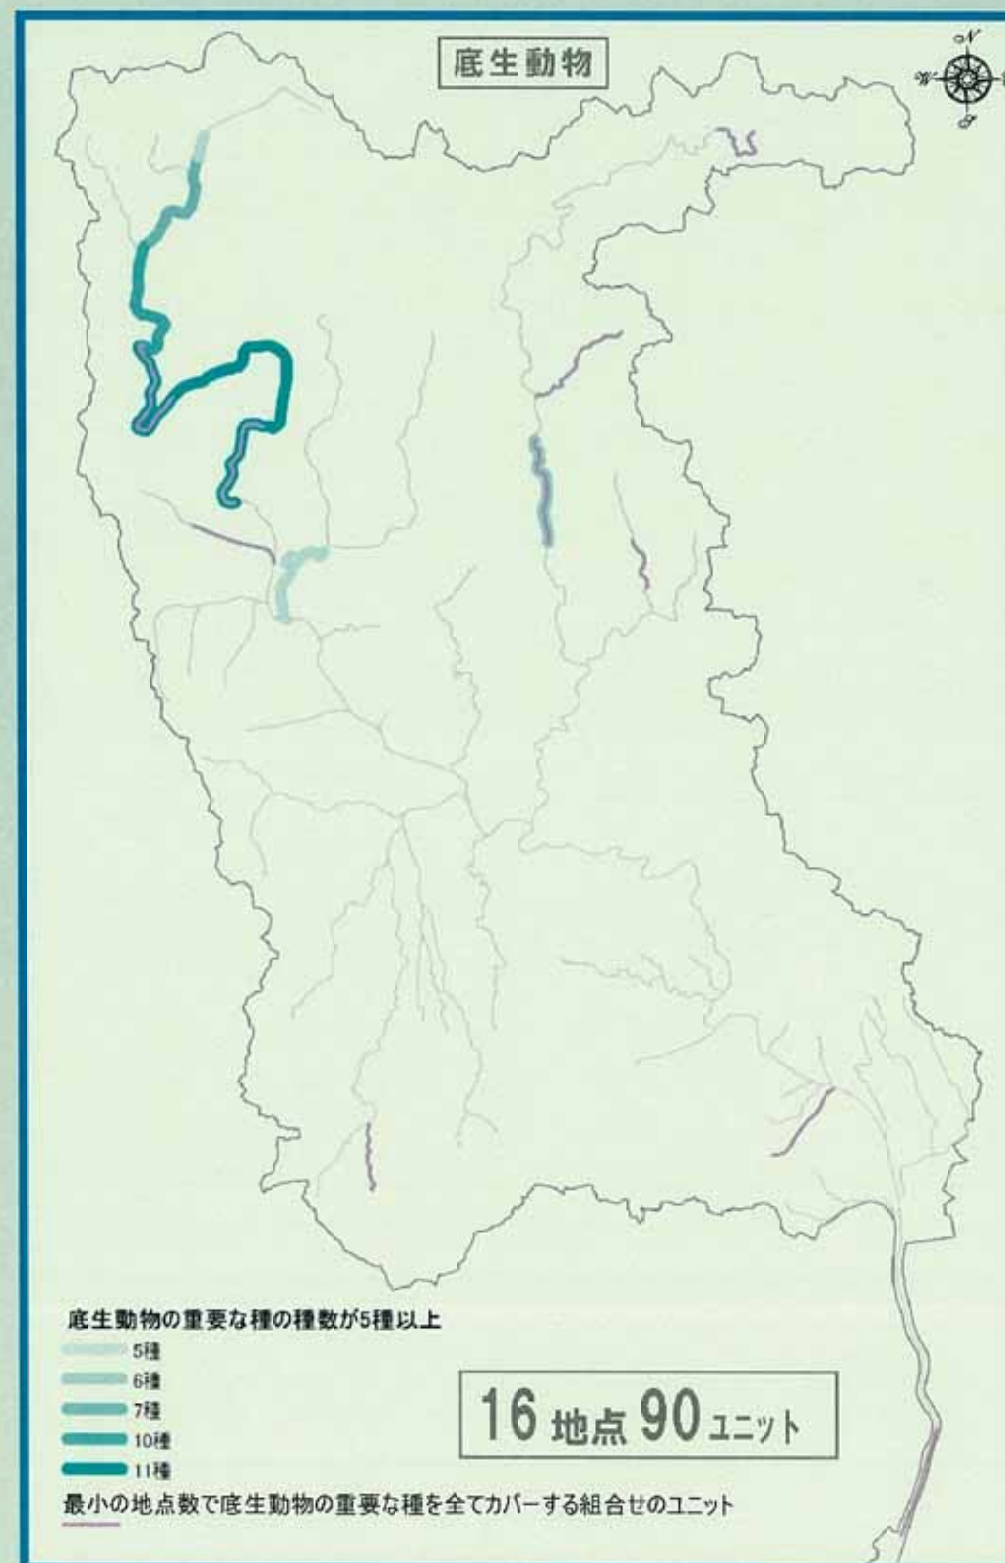 底生動物
N
W
S
底生動物の重要な種の種数が5種以上
5種
6種
7種
10種
11種
16 地点 90 ユニット
最小の地点数で底生動物の重要な種を全てカバーする組合せのユニット